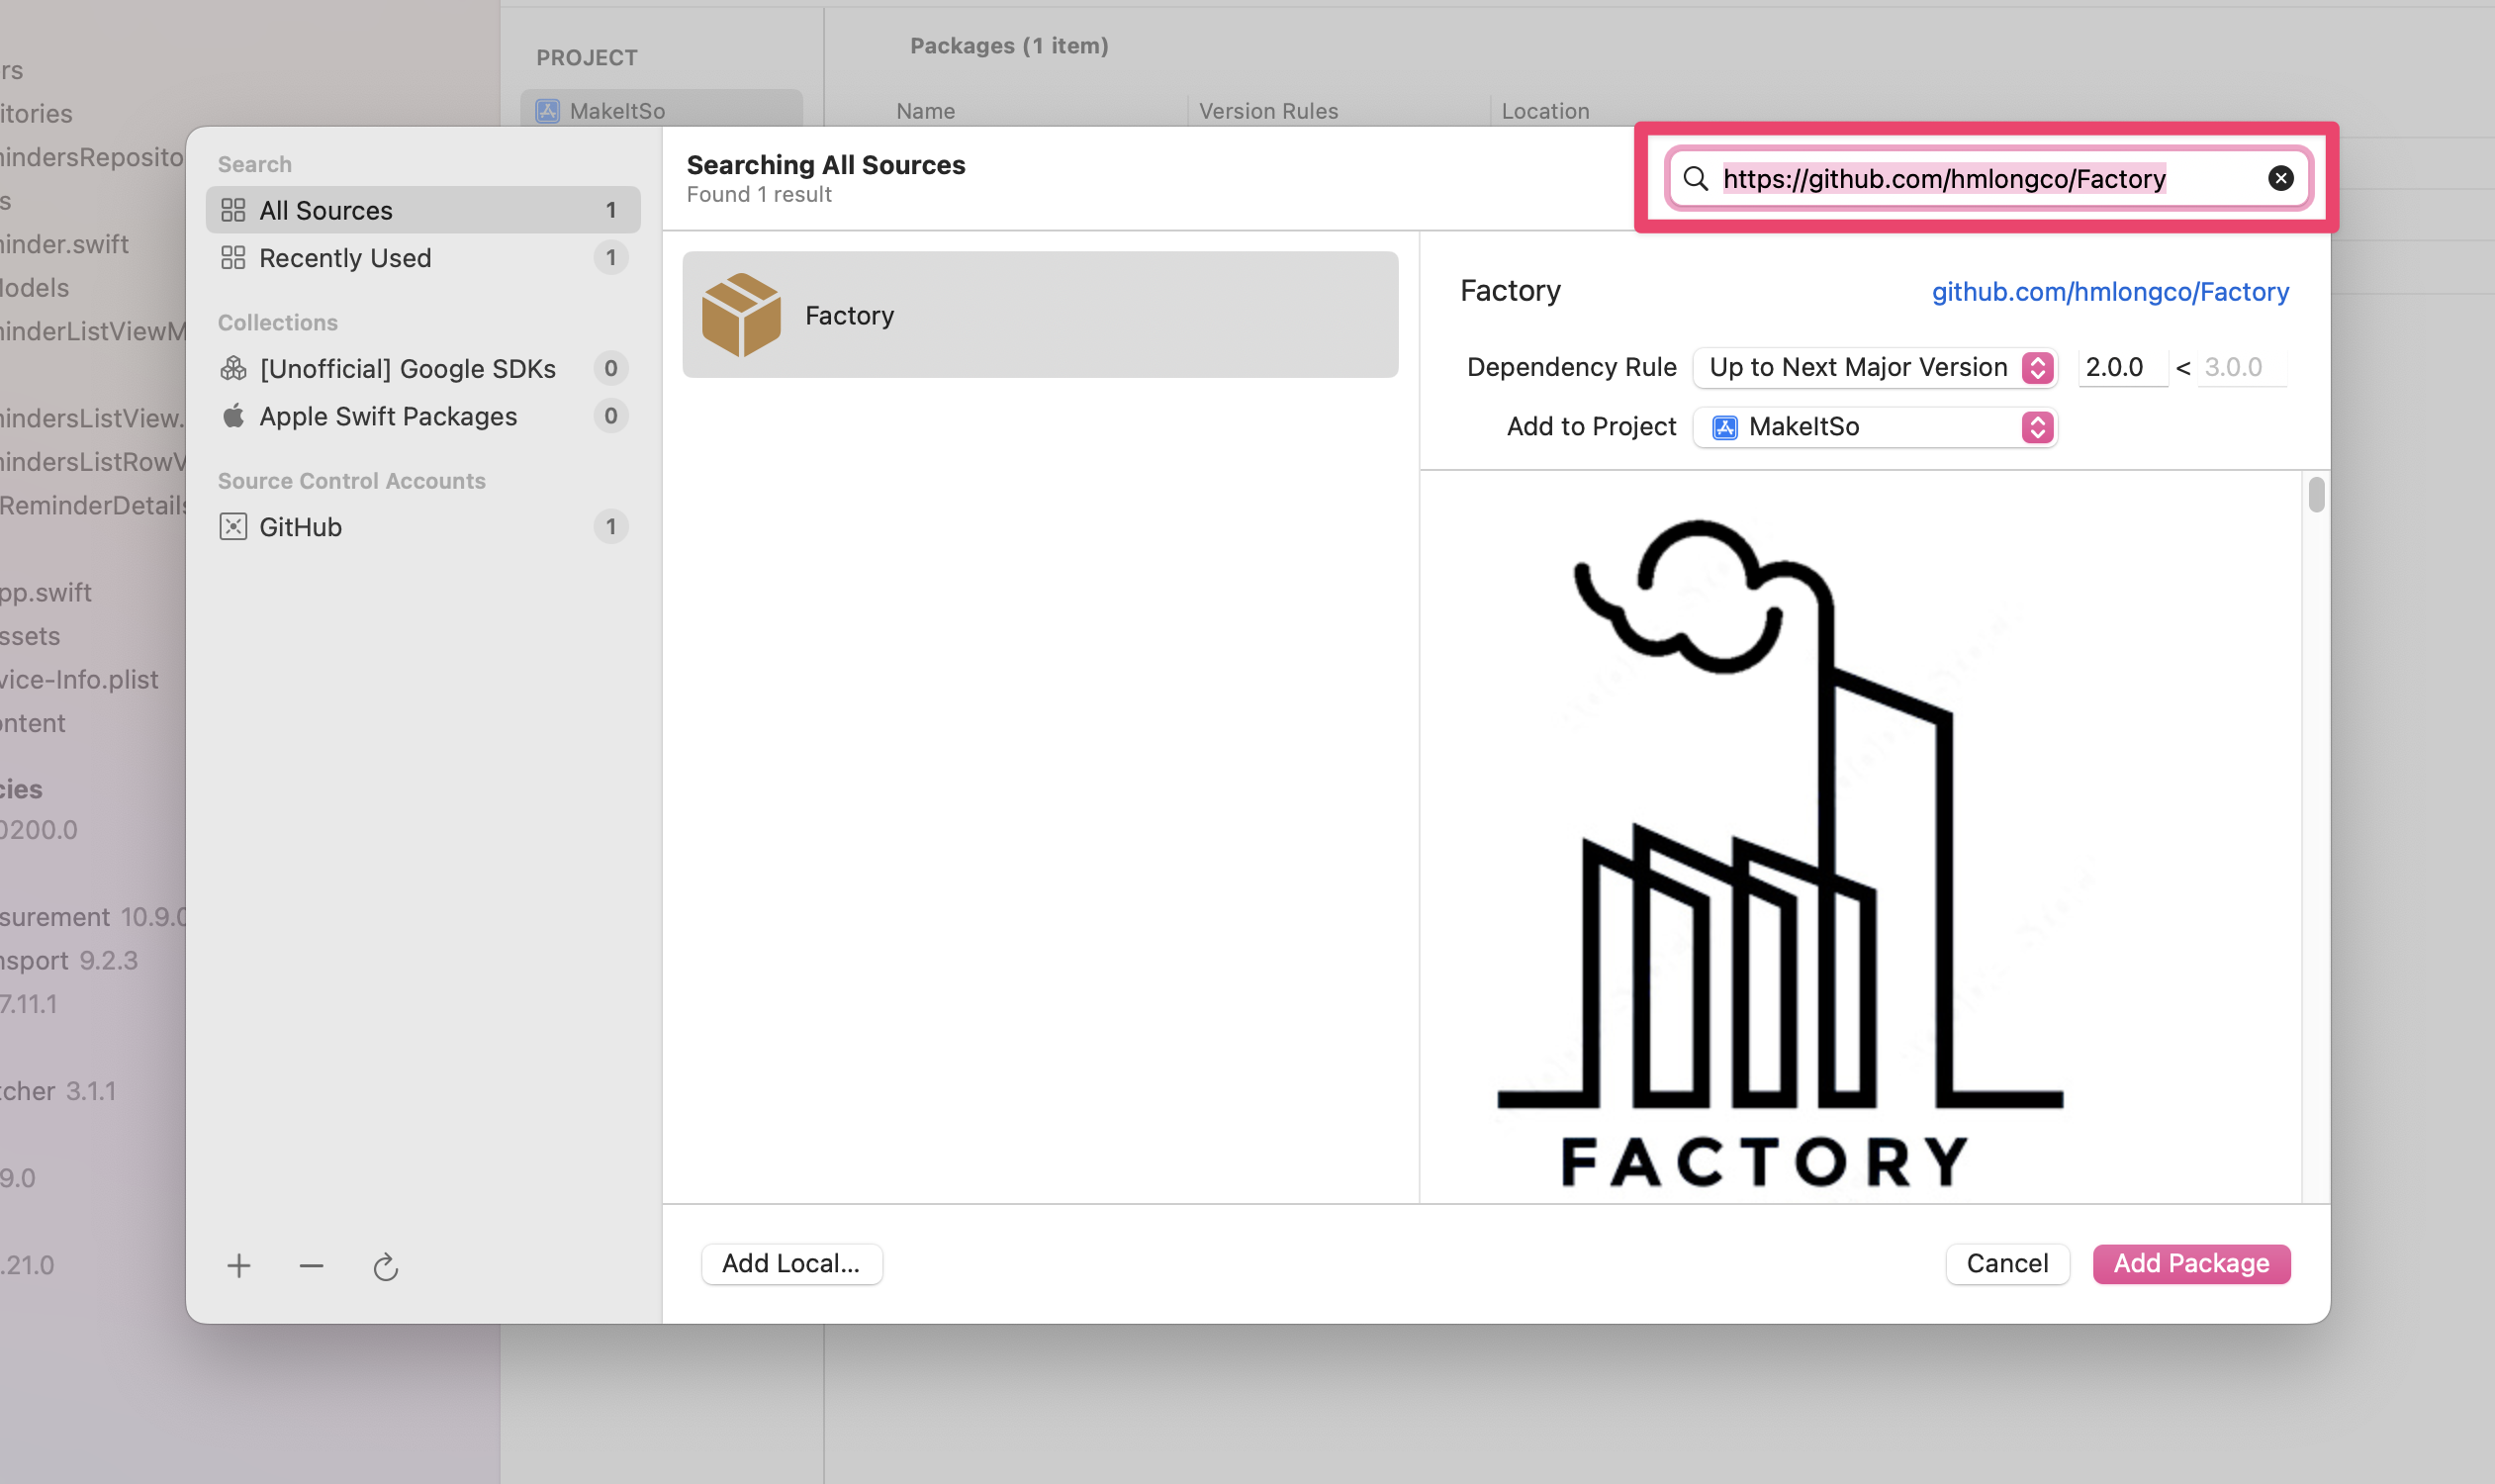 rs
itories
indersReposito
s
inder.swift
odels
inderListViewM
indersListView.
indersListRowV
ReminderDetails
pp.swift
ssets
vice-Info.plist
ontent
cies
0200.0
surement 10.9.0
nsport 9.2.3
7.11.1
tcher 3.1.1
9.0
.21.0
PROJECT
MakeItSo
Packages (1 item)
Name Version Rules Location
Search
All Sources 1
Recently Used 1
Collections
[Unofficial] Google SDKs 0
Apple Swift Packages 0
Source Control Accounts
GitHub 1
Searching All Sources
Found 1 result
https://github.com/hmlongco/Factory
Factory
Factory github.com/hmlongco/Factory
Dependency Rule Up to Next Major Version 2.0.0 < 3.0.0
Add to Project MakeItSo
FACTORY
Add Local...
Cancel
Add Package